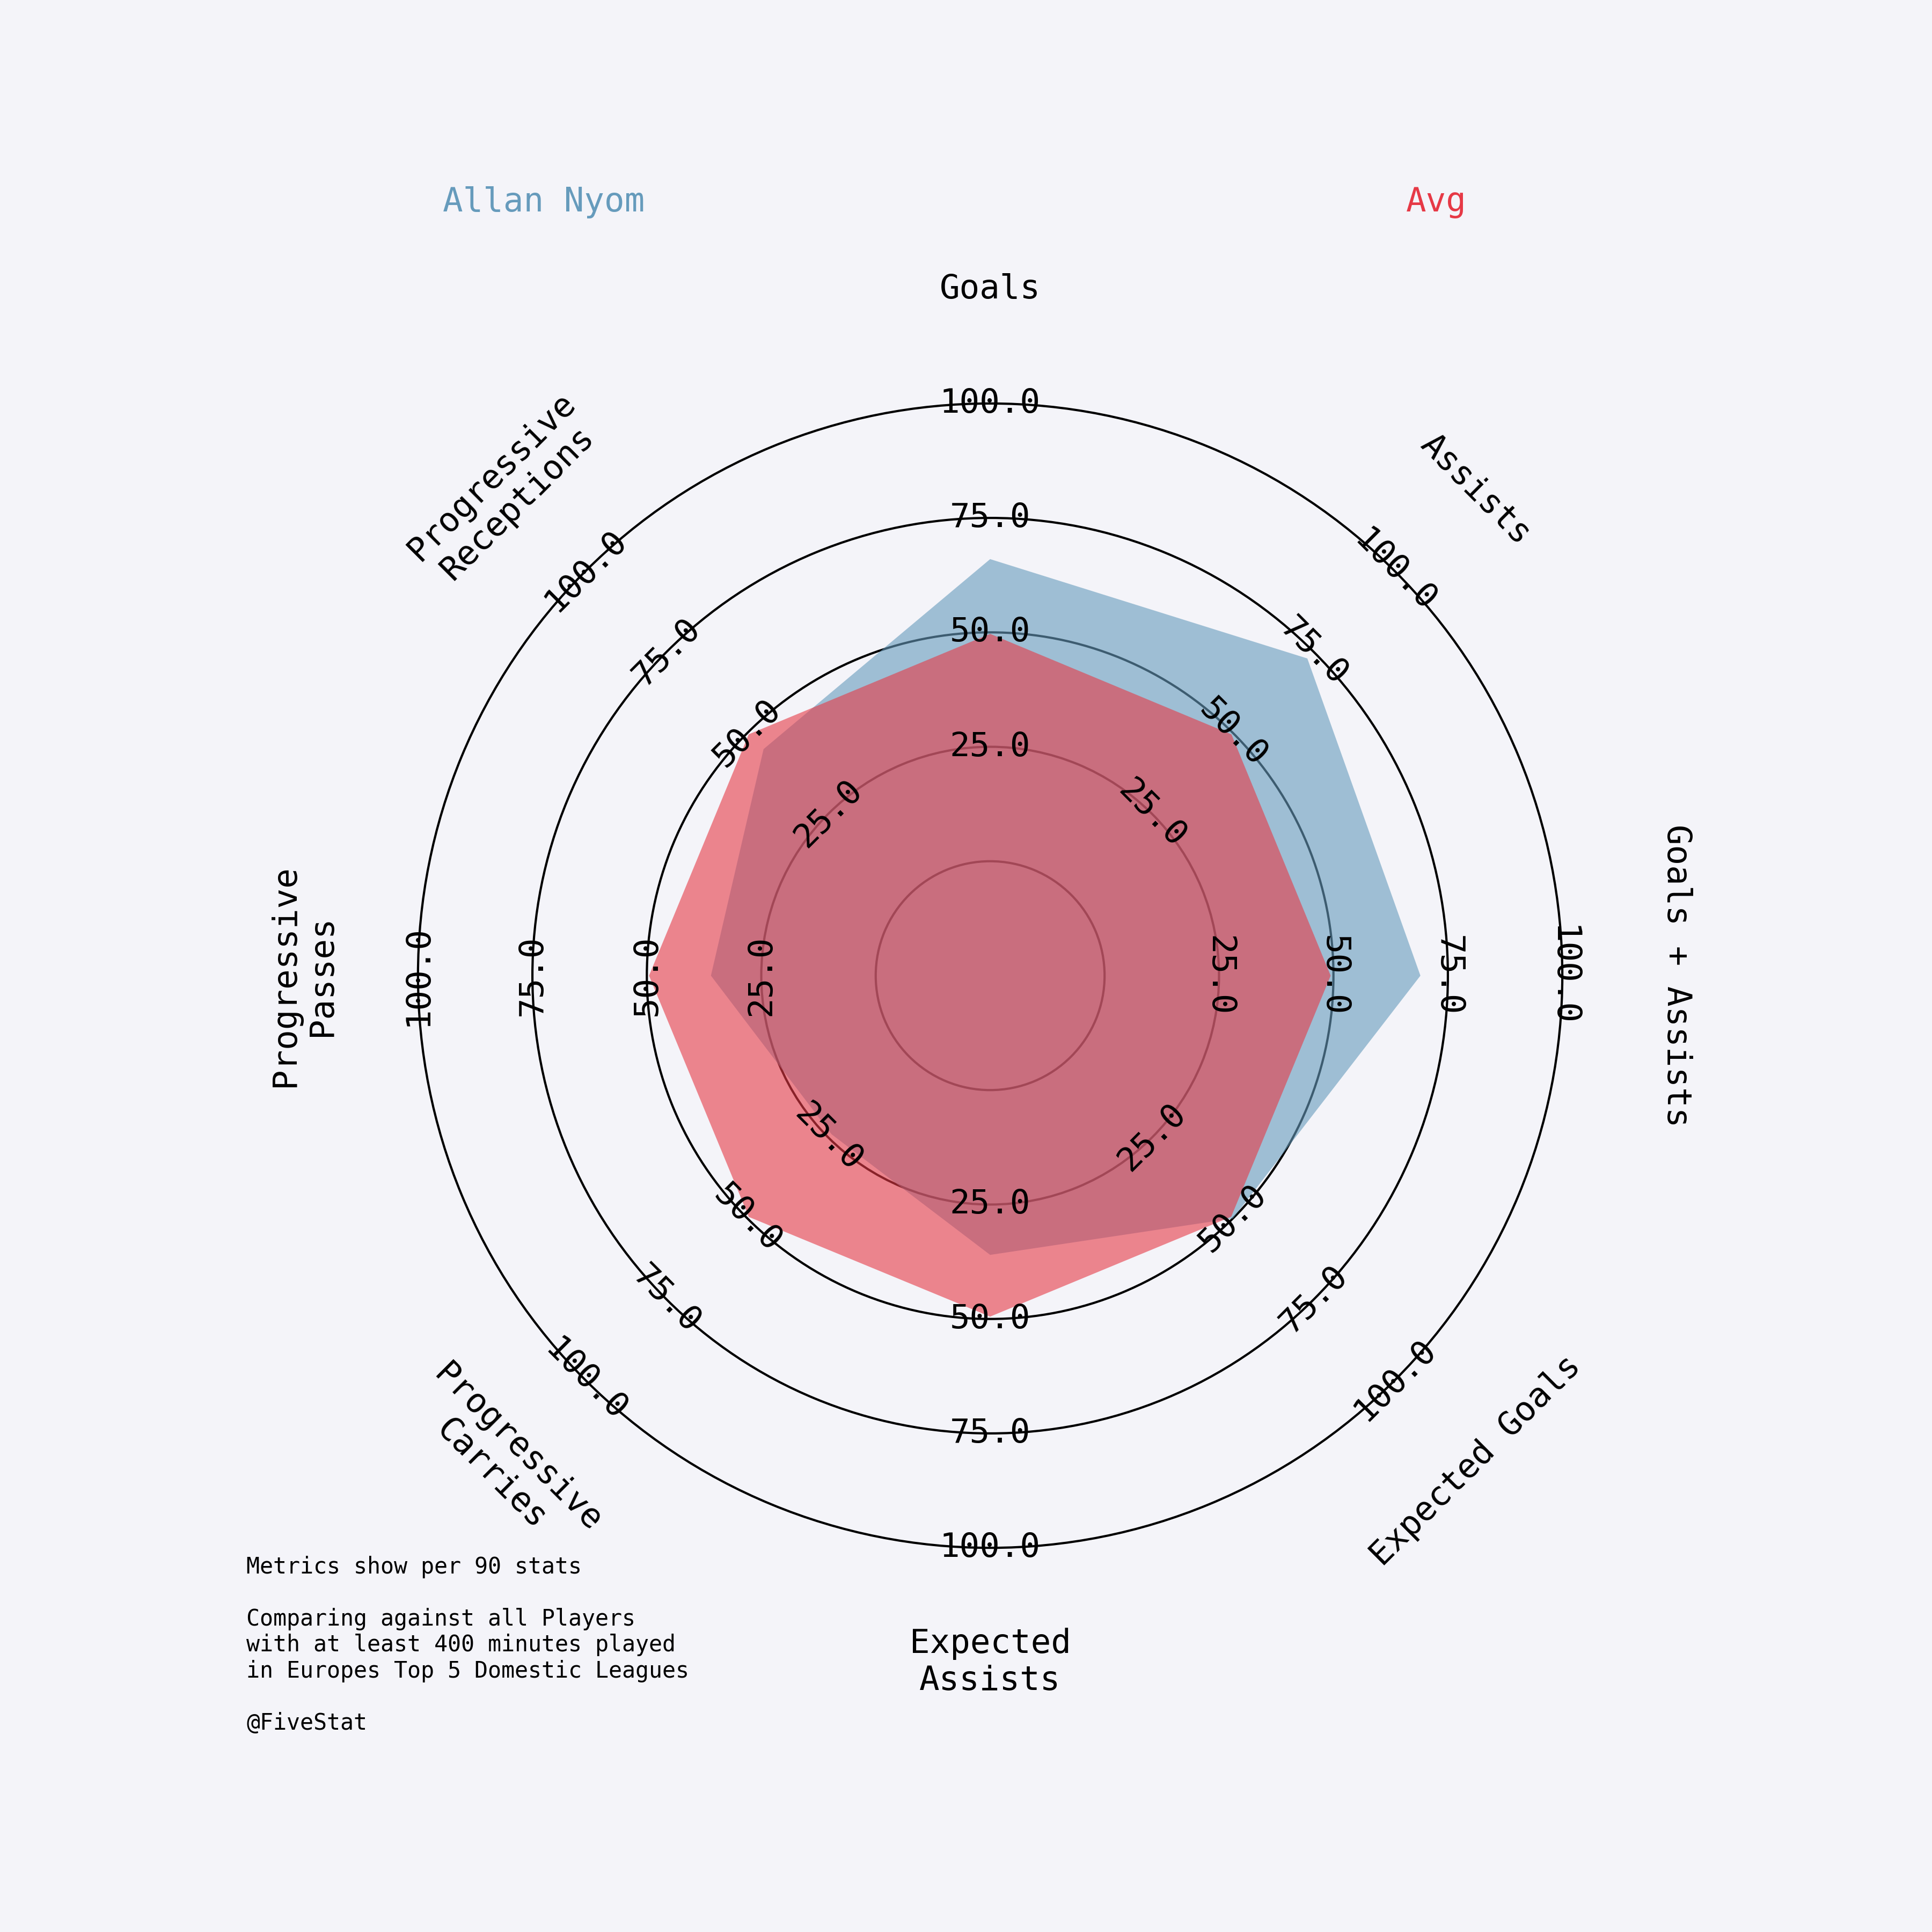 Allan Nyom
Avg
Goals
Assists
Goals + Assists
Expected Goals
Expected
Assists
Progressive
Carries
Progressive
Passes
Progressive
Receptions
25.0
50.0
75.0
100.0
25.0
50.0
75.0
100.0
25.0
50.0
75.0
100.0
25.0
50.0
75.0
100.0
25.0
50.0
75.0
100.0
25.0
50.0
75.0
100.0
25.0
50.0
75.0
100.0
25.0
50.0
75.0
100.0
Metrics show per 90 stats
Comparing against all Players
with at least 400 minutes played
in Europes Top 5 Domestic Leagues
@FiveStat